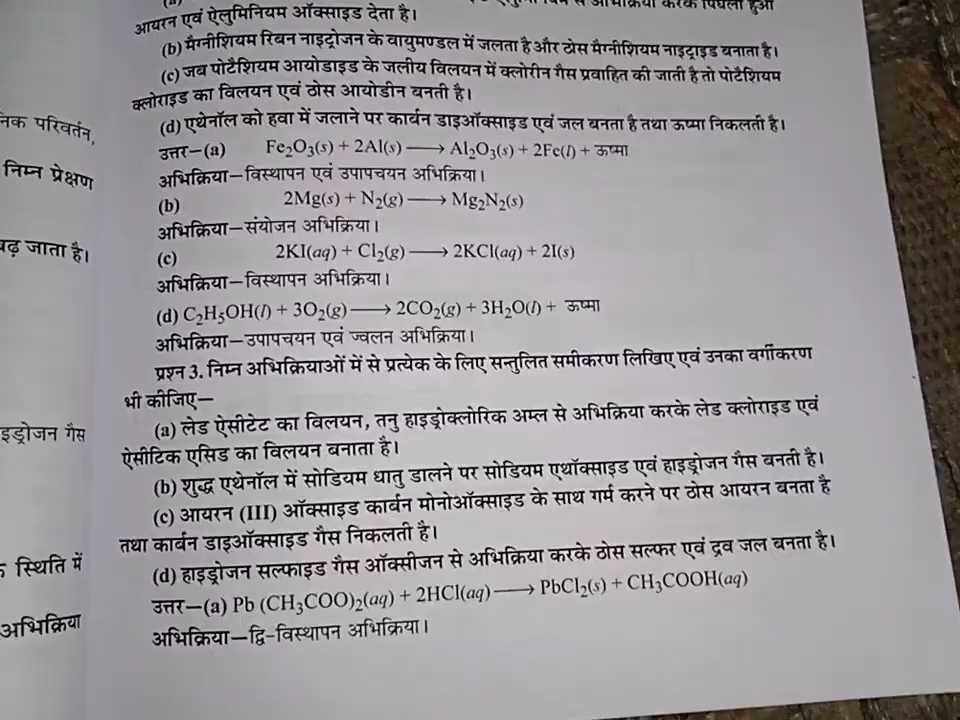 आयरन एवं ऐलुमिनियम ऑक्साइड देता है।
(b) मैग्नीशियम रिबन नाइट्रोजन के वायुमण्डल में जलता है और ठोस मैग्नीशियम नाइट्राइड बनाता है।
(c) जब पोटैशियम आयोडाइड के जलीय विलयन में क्लोरीन गैस प्रवाहित की जाती है तो पोटैशियम
क्लोराइड का विलयन एवं ठोस आयोडीन बनती है।
(d) एथेनॉल को हवा में जलाने पर कार्बन डाइऑक्साइड एवं जल बनता है तथा ऊष्मा निकलती है।
उत्तर–(a) Fe₂O₃(s) + 2Al(s) ⟶ Al₂O₃(s) + 2Fe(l) + ऊष्मा
अभिक्रिया–विस्थापन एवं उपापचयन अभिक्रिया।
(b) 2Mg(s) + N₂(g) ⟶ Mg₂N₂(s)
अभिक्रिया–संयोजन अभिक्रिया।
(c) 2KI(aq) + Cl₂(g) ⟶ 2KCl(aq) + 2I(s)
अभिक्रिया–विस्थापन अभिक्रिया।
(d) C₂H₅OH(l) + 3O₂(g) ⟶ 2CO₂(g) + 3H₂O(l) + ऊष्मा
अभिक्रिया–उपापचयन एवं ज्वलन अभिक्रिया।
प्रश्न 3. निम्न अभिक्रियाओं में से प्रत्येक के लिए सन्तुलित समीकरण लिखिए एवं उनका वर्गीकरण
भी कीजिए–
(a) लेड ऐसीटेट का विलयन, तनु हाइड्रोक्लोरिक अम्ल से अभिक्रिया करके लेड क्लोराइड एवं
ऐसीटिक एसिड का विलयन बनाता है।
(b) शुद्ध एथेनॉल में सोडियम धातु डालने पर सोडियम एथॉक्साइड एवं हाइड्रोजन गैस बनती है।
(c) आयरन (III) ऑक्साइड कार्बन मोनोऑक्साइड के साथ गर्म करने पर ठोस आयरन बनता है
तथा कार्बन डाइऑक्साइड गैस निकलती है।
(d) हाइड्रोजन सल्फाइड गैस ऑक्सीजन से अभिक्रिया करके ठोस सल्फर एवं द्रव जल बनता है।
उत्तर–(a) Pb (CH₃COO)₂(aq) + 2HCl(aq) ⟶ PbCl₂(s) + CH₃COOH(aq)
अभिक्रिया–द्वि-विस्थापन अभिक्रिया।
परिवर्तन,
निम्न प्रेक्षण
जाता है।
गैस
स्थिति में
अभिक्रिया